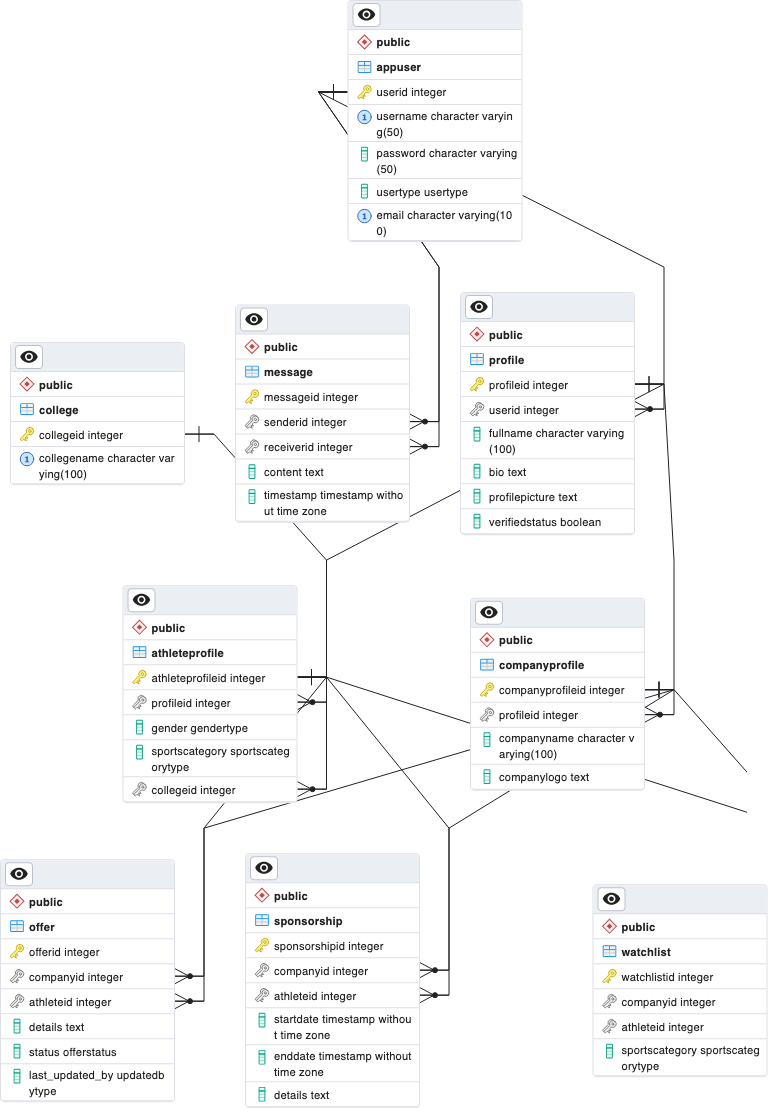 public
appuser
userid integer
username character varyin
g(50)
password character varying
(50)
usertype usertype
1 email character varying(10
0)
public
message
messageid integer
senderid integer
receiverid integer
content text
timestamp timestamp witho
ut time zone
public
profile
profileid integer
userid integer
fullname character varying
(100)
bio text
profilepicture text
verifiedstatus boolean
public
college
collegeid integer
1 collegename character var
ying(100)
public
athleteprofile
athleteprofileid integer
profileid integer
gender gendertype
sportscategory sportscateg
orytype
collegeid integer
public
companyprofile
companyprofileid integer
profileid integer
companyname character v
arying(100)
companylogo text
public
offer
offerid integer
companyid integer
athleteid integer
details text
status offerstatus
last_updated_by updatedb
ytype
public
sponsorship
sponsorshipid integer
companyid integer
athleteid integer
startdate timestamp withou
t time zone
enddate timestamp without
time zone
details text
public
watchlist
watchlistid integer
companyid integer
athleteid integer
sportscategory sportscateg
orytype